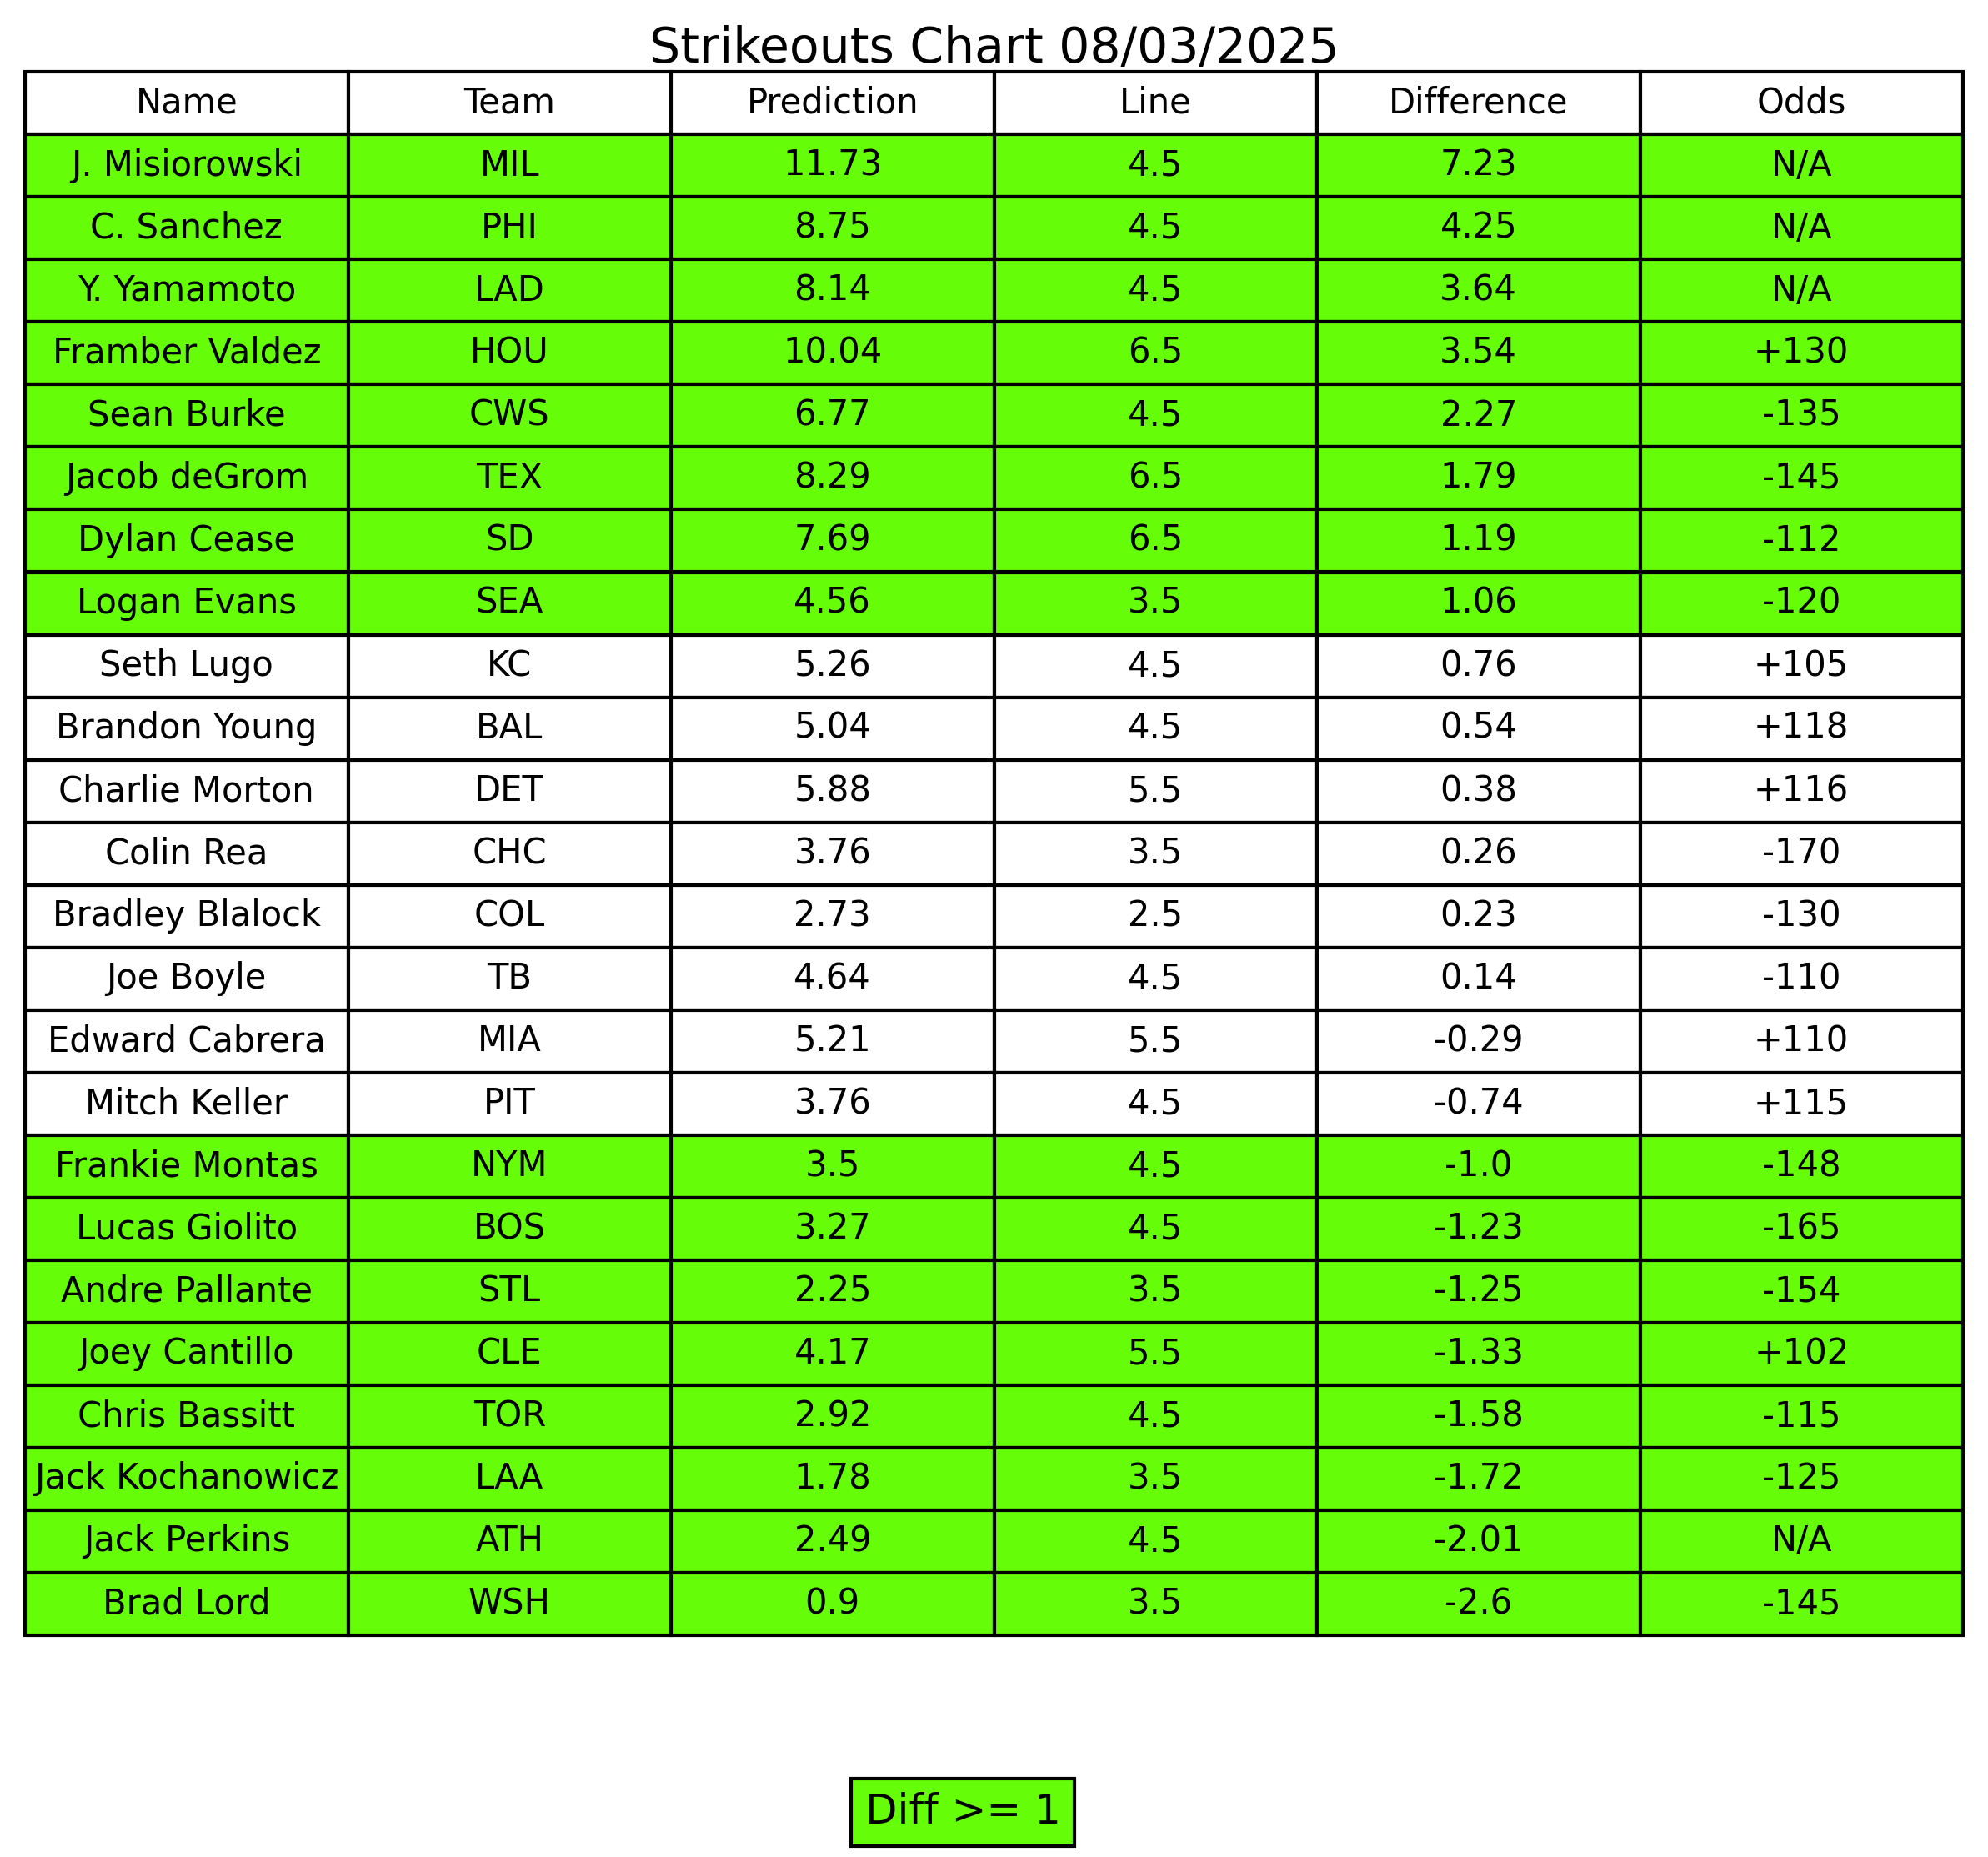 Strikeouts Chart 08/03/2025
Name Team Prediction Line Difference Odds
J. Misiorowski MIL 11.73 4.5 7.23 N/A
C. Sanchez PHI 8.75 4.5 4.25 N/A
Y. Yamamoto LAD 8.14 4.5 3.64 N/A
Framber Valdez HOU 10.04 6.5 3.54 +130
Sean Burke CWS 6.77 4.5 2.27 -135
Jacob deGrom TEX 8.29 6.5 1.79 -145
Dylan Cease SD 7.69 6.5 1.19 -112
Logan Evans SEA 4.56 3.5 1.06 -120
Seth Lugo KC 5.26 4.5 0.76 +105
Brandon Young BAL 5.04 4.5 0.54 +118
Charlie Morton DET 5.88 5.5 0.38 +116
Colin Rea CHC 3.76 3.5 0.26 -170
Bradley Blalock COL 2.73 2.5 0.23 -130
Joe Boyle TB 4.64 4.5 0.14 -110
Edward Cabrera MIA 5.21 5.5 -0.29 +110
Mitch Keller PIT 3.76 4.5 -0.74 +115
Frankie Montas NYM 3.5 4.5 -1.0 -148
Lucas Giolito BOS 3.27 4.5 -1.23 -165
Andre Pallante STL 2.25 3.5 -1.25 -154
Joey Cantillo CLE 4.17 5.5 -1.33 +102
Chris Bassitt TOR 2.92 4.5 -1.58 -115
Jack Kochanowicz LAA 1.78 3.5 -1.72 -125
Jack Perkins ATH 2.49 4.5 -2.01 N/A
Brad Lord WSH 0.9 3.5 -2.6 -145
Diff >= 1